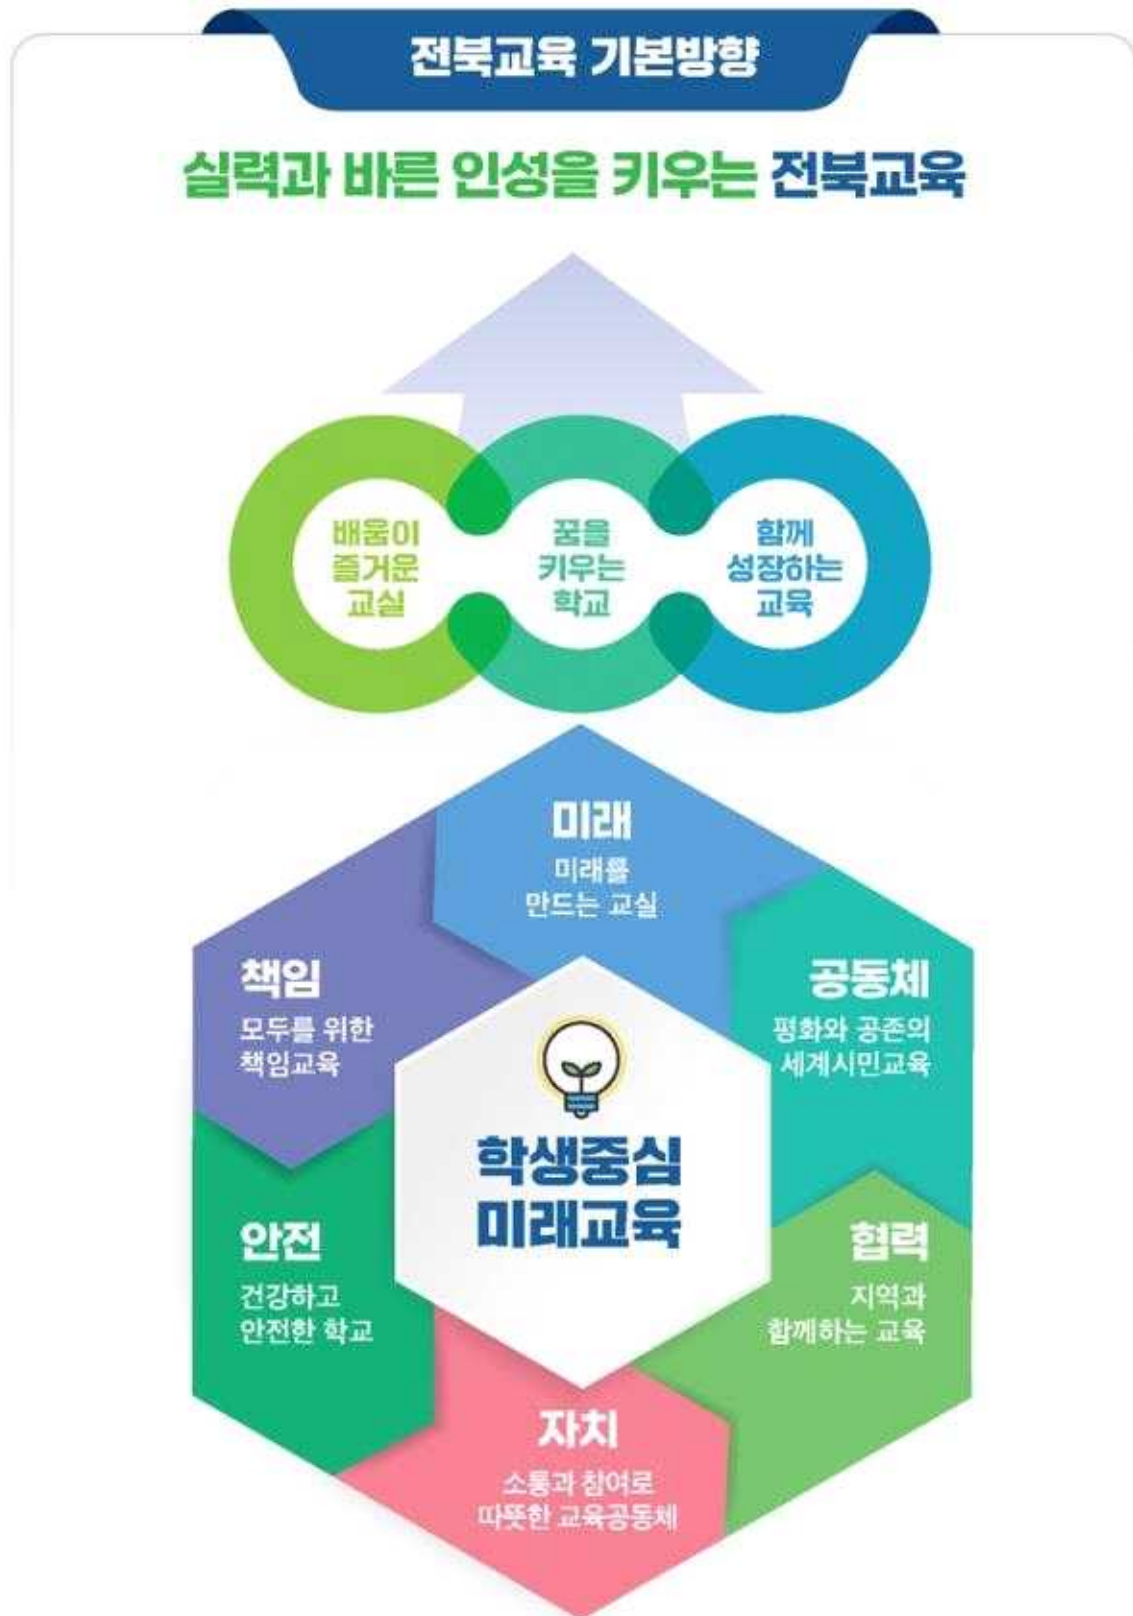 전북교육 기본방향
실력과 바른 인성을 키우는 전북교육
배움이
즐거운
교실
꿈을
키우는
학교
함께
성장하는
교육
미래
미래를
만드는 교실
책임
모두를 위한
책임교육
공동체
평화와 공존의
세계시민교육
학생중심
미래교육
안전
건강하고
안전한 학교
협력
지역과
함께하는 교육
자치
소통과 참여로
따뜻한 교육공동체